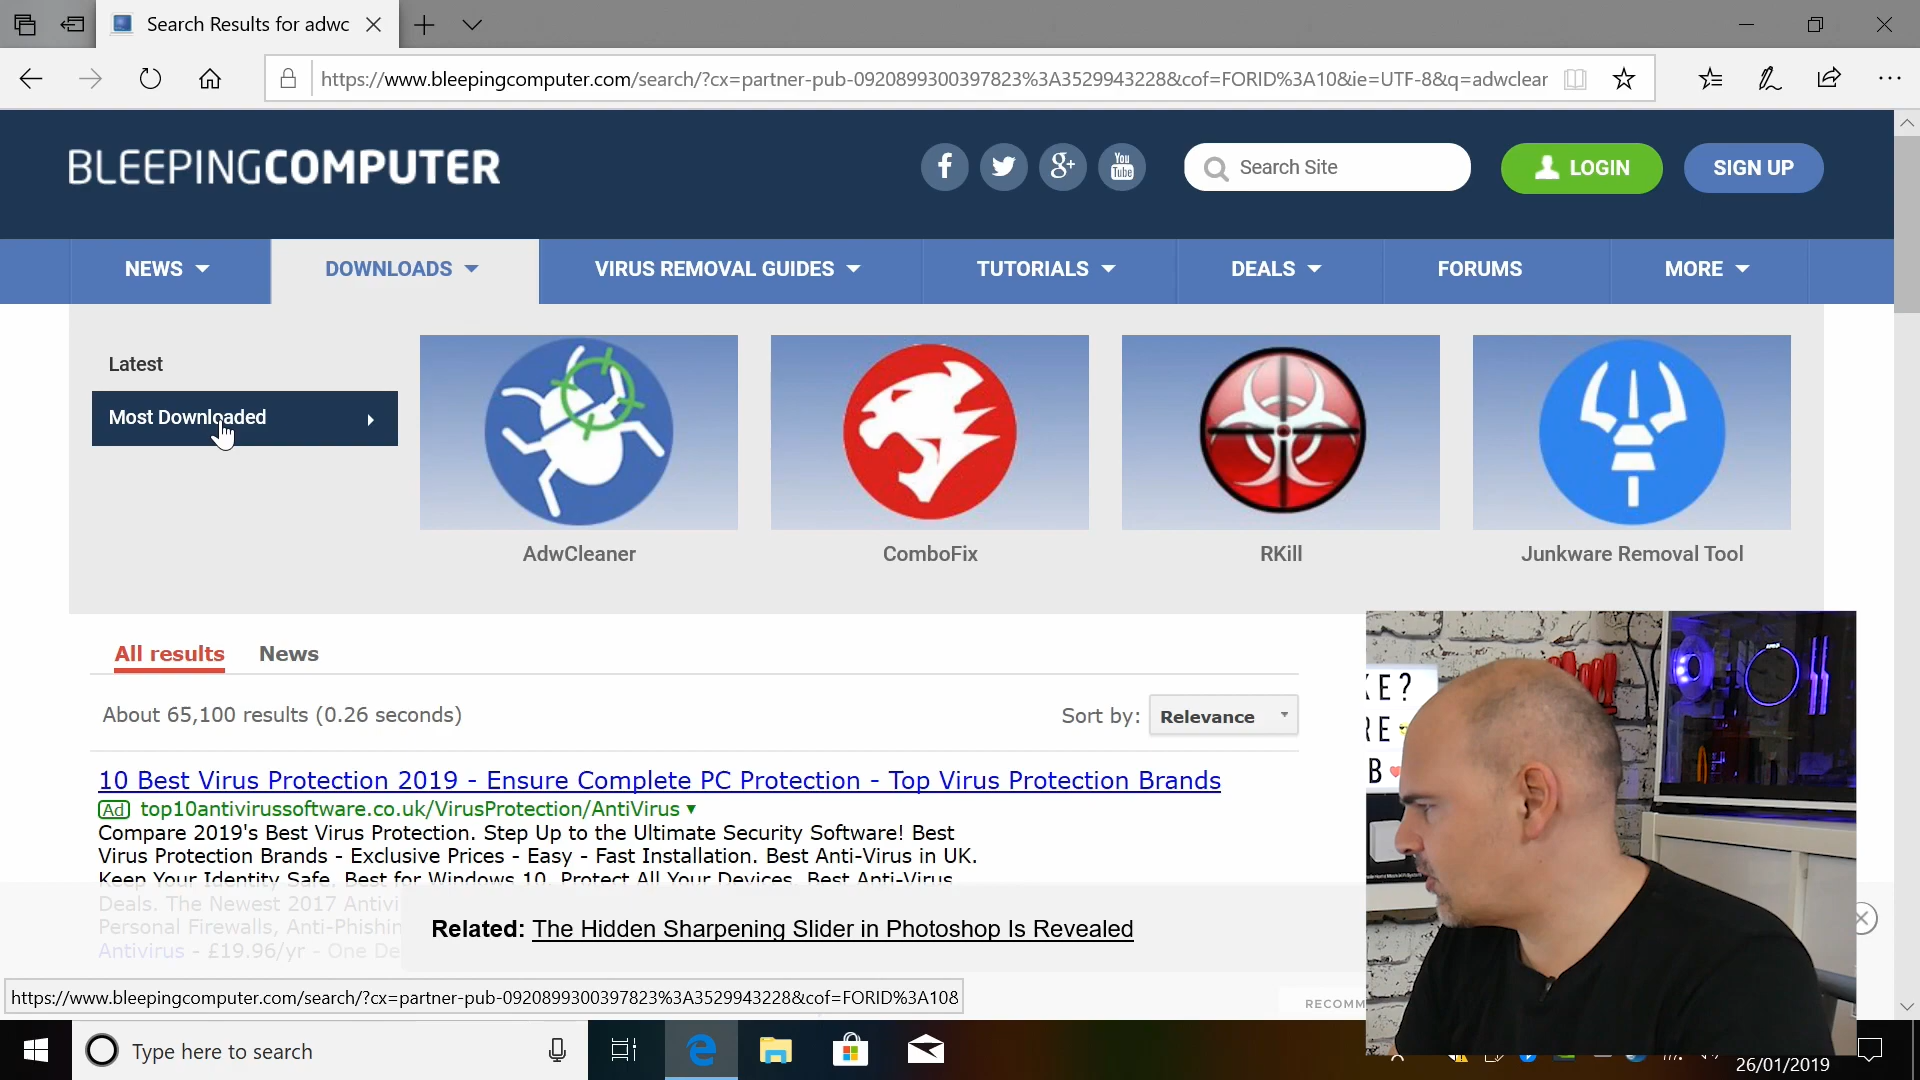 Search Results for adwc
https://www.bleepingcomputer.com/search/?cx=partner-pub-0920899300397823%3A3529943228&cof=FORID%3A10&ie=UTF-8&q=adwclear
BLEEPINGCOMPUTER
f
g+
You
Tube
Search Site
LOGIN
SIGN UP
NEWS
DOWNLOADS
VIRUS REMOVAL GUIDES
TUTORIALS
DEALS
FORUMS
MORE
Latest
Most Downloaded
AdwCleaner
ComboFix
RKill
Junkware Removal Tool
All results
News
About 65,100 results (0.26 seconds)
Sort by:
Relevance
10 Best Virus Protection 2019 - Ensure Complete PC Protection - Top Virus Protection Brands
Ad top10antivirussoftware.co.uk/VirusProtection/AntiVirus
Compare 2019's Best Virus Protection. Step Up to the Ultimate Security Software! Best
Virus Protection Brands - Exclusive Prices - Easy - Fast Installation. Best Anti-Virus in UK.
Keep Your Identity Safe. Best for Windows 10. Protect All Your Devices. Best Anti-Virus
Deals. The Newest 2017 Antivi
Personal Firewalls, Anti-Phishin
Antivirus - £19.96/yr - One De
Related: The Hidden Sharpening Slider in Photoshop Is Revealed
https://www.bleepingcomputer.com/search/?cx=partner-pub-0920899300397823%3A3529943228&cof=FORID%3A108
RECOMM
KE?
RE
B
AMD
Type here to search
26/01/2019